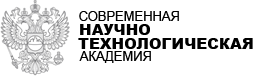 СОВРЕМЕННАЯ
НАУЧНО
ТЕХНОЛОГИЧЕСКАЯ
АКАДЕМИЯ